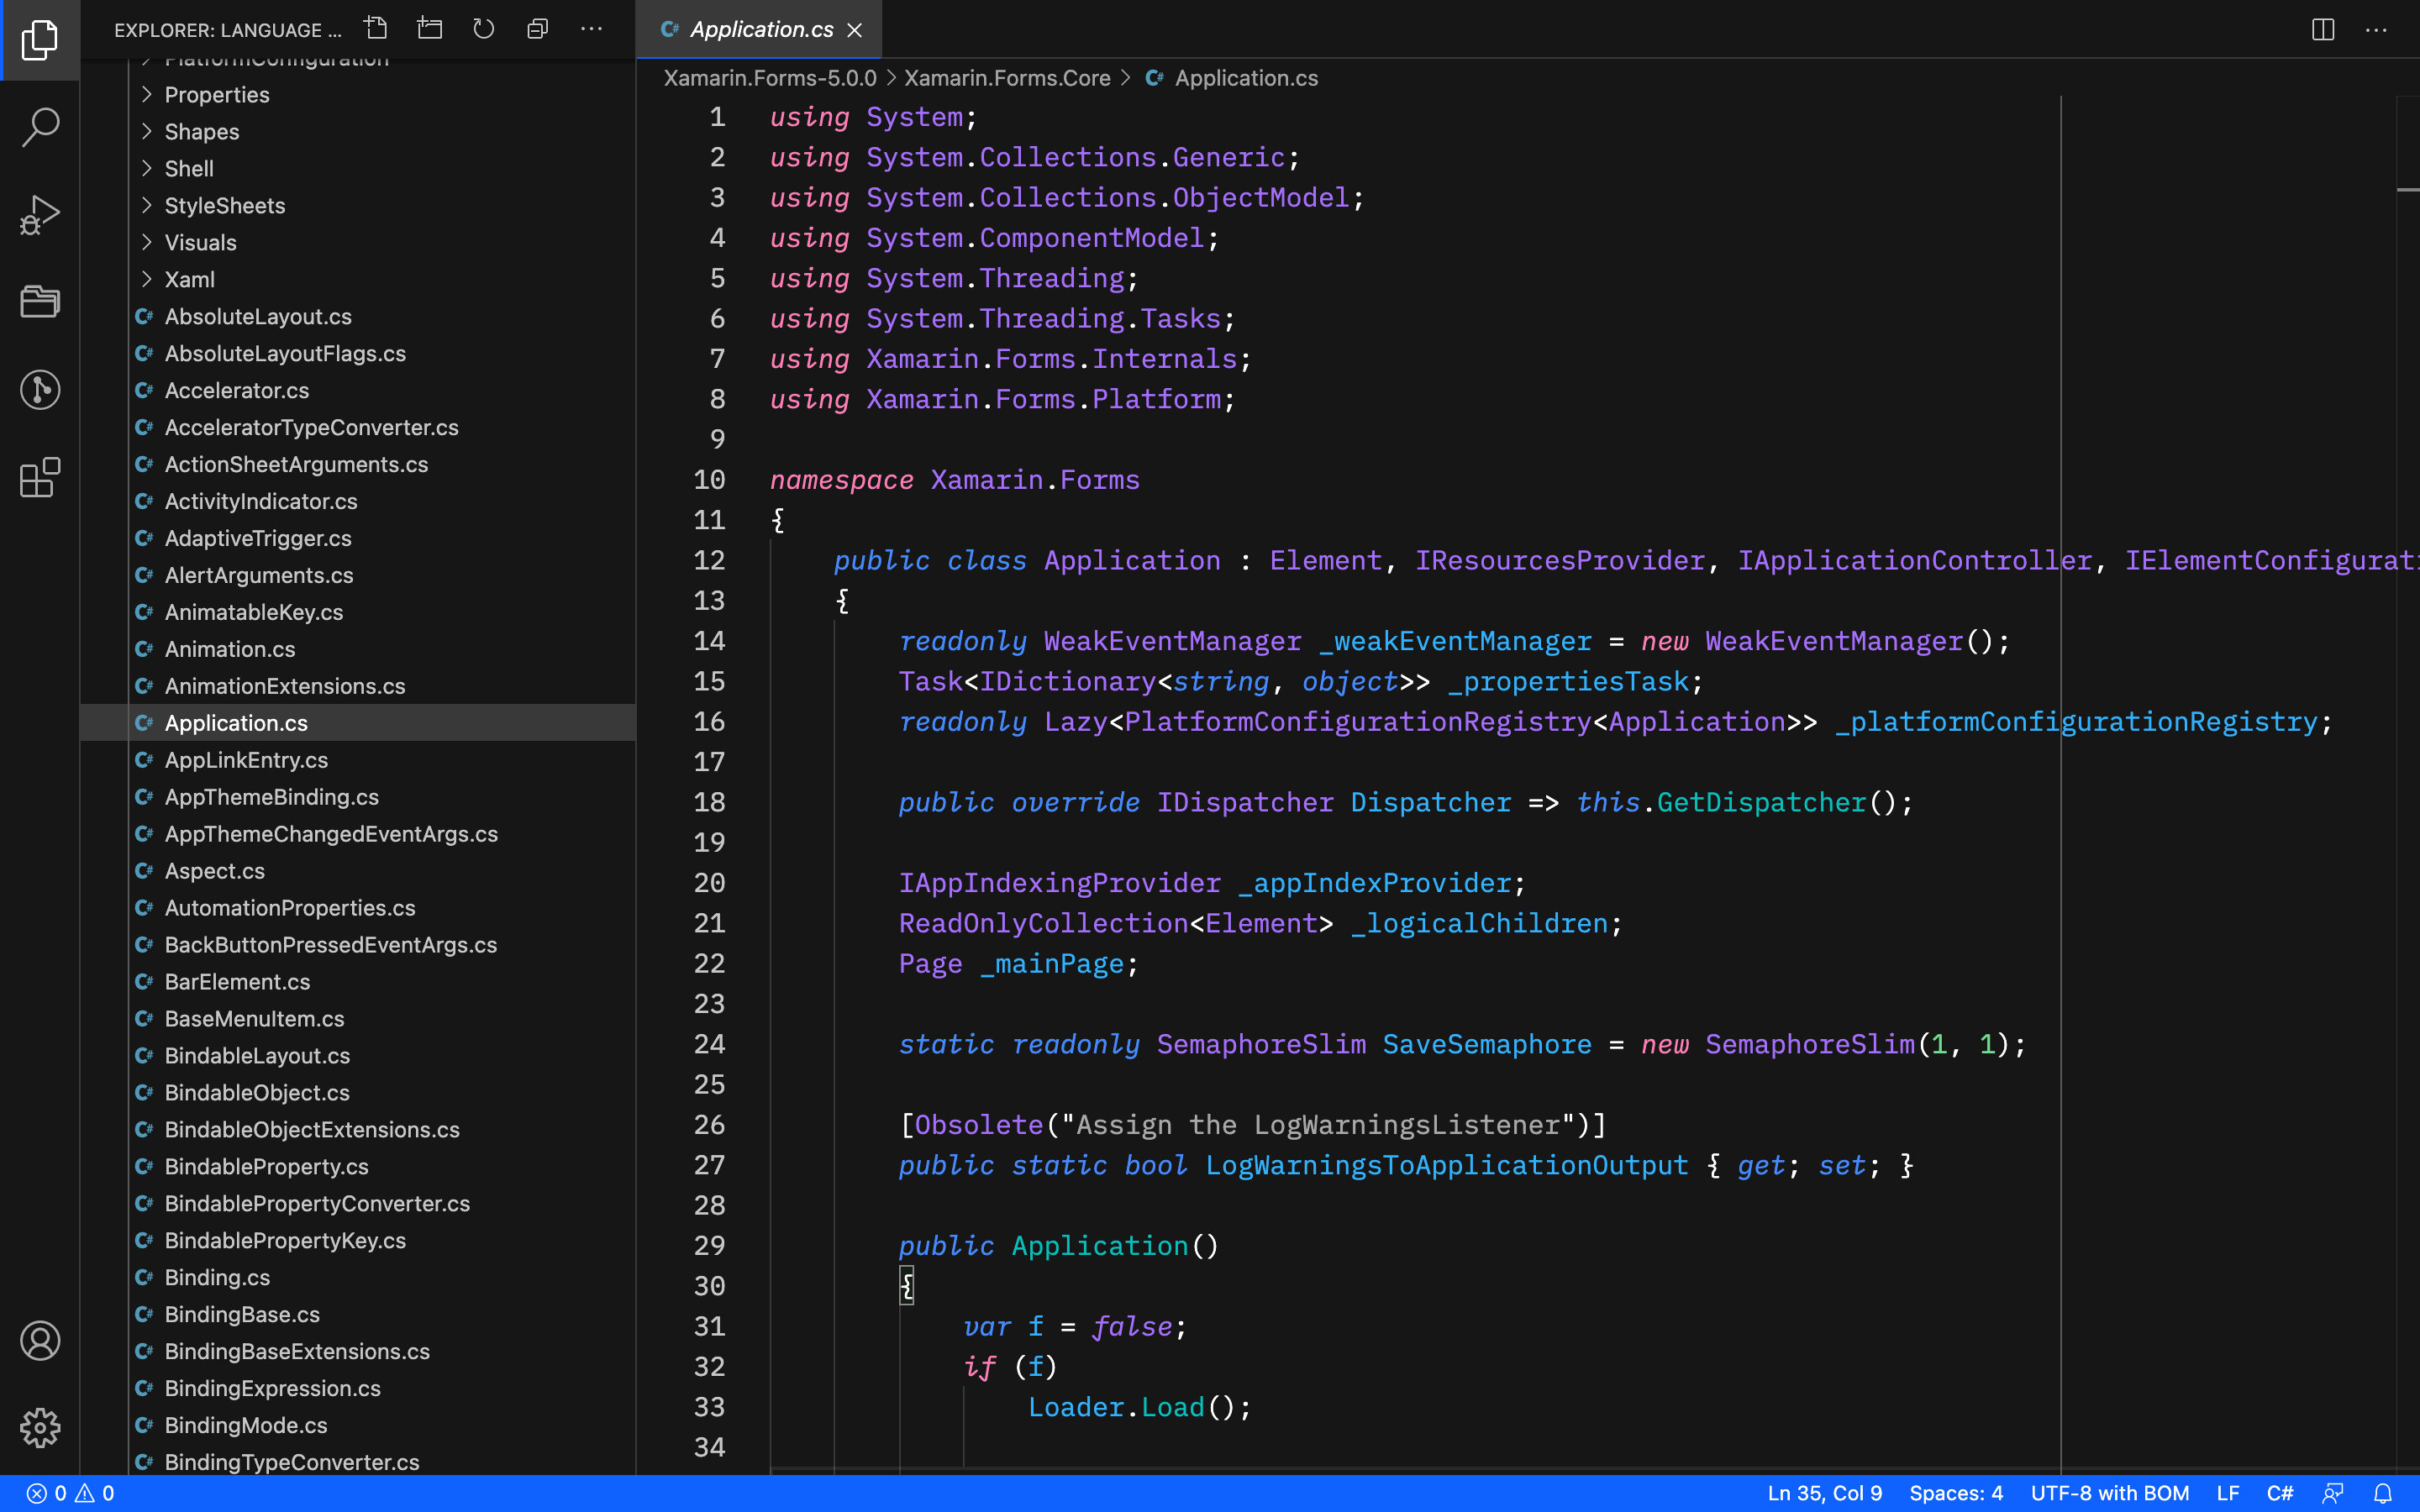 EXPLORER: LANGUAGE ...
PlatformConfiguration
Properties
Shapes
Shell
StyleSheets
Visuals
Xaml
AbsoluteLayout.cs
AbsoluteLayoutFlags.cs
Accelerator.cs
AcceleratorTypeConverter.cs
ActionSheetArguments.cs
ActivityIndicator.cs
AdaptiveTrigger.cs
AlertArguments.cs
AnimatableKey.cs
Animation.cs
AnimationExtensions.cs
Application.cs
AppLinkEntry.cs
AppThemeBinding.cs
AppThemeChangedEventArgs.cs
Aspect.cs
AutomationProperties.cs
BackButtonPressedEventArgs.cs
BarElement.cs
BaseMenuItem.cs
BindableLayout.cs
BindableObject.cs
BindableObjectExtensions.cs
BindableProperty.cs
BindablePropertyConverter.cs
BindablePropertyKey.cs
Binding.cs
BindingBase.cs
BindingBaseExtensions.cs
BindingExpression.cs
BindingMode.cs
BindingTypeConverter.cs
Application.cs
Xamarin.Forms-5.0.0 > Xamarin.Forms.Core > Application.cs
1 using System;
2 using System.Collections.Generic;
3 using System.Collections.ObjectModel;
4 using System.ComponentModel;
5 using System.Threading;
6 using System.Threading.Tasks;
7 using Xamarin.Forms.Internals;
8 using Xamarin.Forms.Platform;
9
10 namespace Xamarin.Forms
11 {
12 public class Application : Element, IResourcesProvider, IApplicationController, IElementConfigurati
13 {
14 readonly WeakEventManager _weakEventManager = new WeakEventManager();
15 Task<IDictionary<string, object>> _propertiesTask;
16 readonly Lazy<PlatformConfigurationRegistry<Application>> _platformConfigurationRegistry;
17
18 public override IDispatcher Dispatcher => this.GetDispatcher();
19
20 IAppIndexingProvider _appIndexProvider;
21 ReadOnlyCollection<Element> _logicalChildren;
22 Page _mainPage;
23
24 static readonly SemaphoreSlim SaveSemaphore = new SemaphoreSlim(1, 1);
25
26 [Obsolete("Assign the LogWarningsListener")]
27 public static bool LogWarningsToApplicationOutput { get; set; }
28
29 public Application()
30 {
31 var f = false;
32 if (f)
33 Loader.Load();
34
0 0
Ln 35, Col 9 Spaces: 4 UTF-8 with BOM LF C#